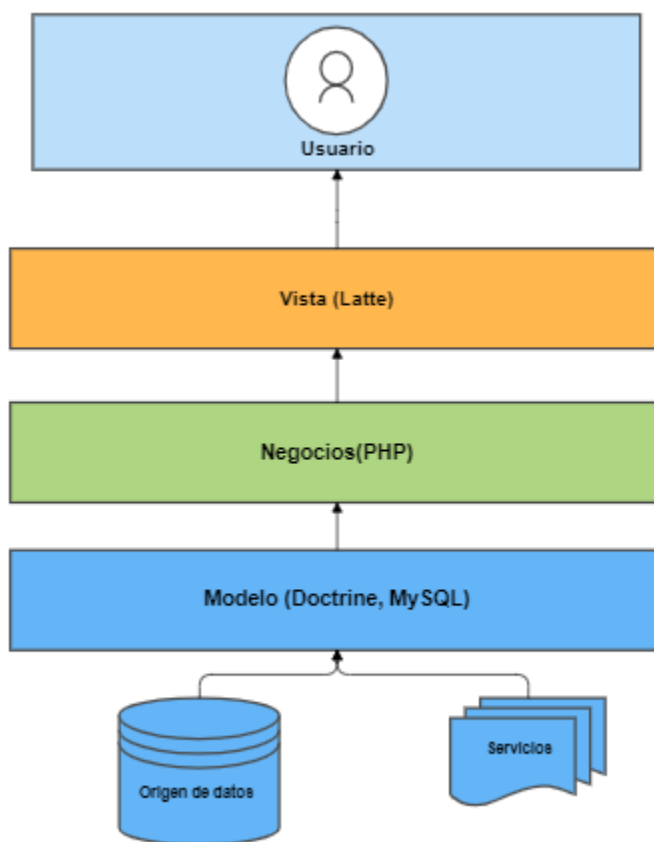 Usuario
Vista (Latte)
Negocios(PHP)
Modelo (Doctrine, MySQL)
Origen de datos
Servicios